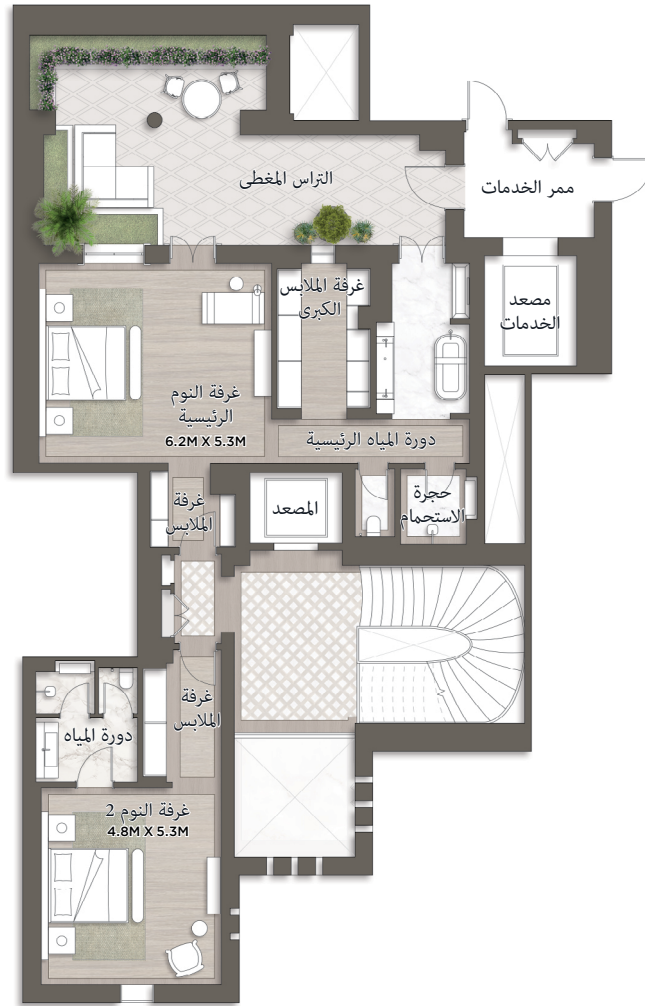 التراس المغطى
ممر الخدمات
غرفة الملابس
الكبرى
مصعد
الخدمات
غرفة النوم
الرئيسية
6.2M X 5.3M
دورة المياه الرئيسية
غرفة
الملابس
المصعد
حجرة
الاستحمام
غرفة
الملابس
دورة المياه
غرفة النوم 2
4.8M X 5.3M